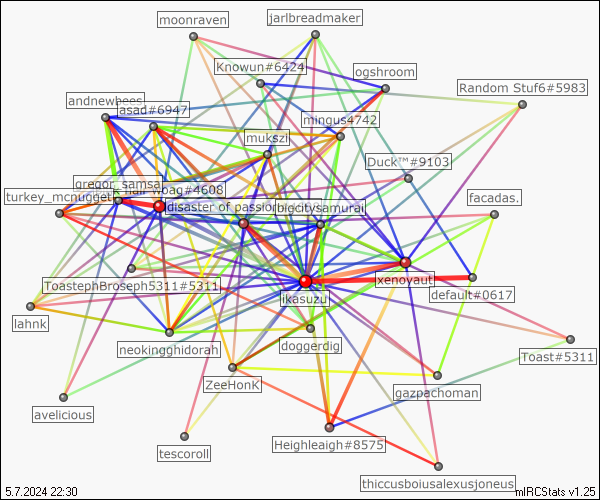 moonraven
jarlbreadmaker
Knowun#6424
ogshroom
Random Stuf6#5983
andnewbees
asad#6947
mingus4742
mukszi
Duck™#9103
gregor_samsa
wbag#4608
turkey_mcnugget
disaster of passion
bigcitysamurai
facadas.
ToastephBroseph5311#5311
xenoyaut
default#0617
ikasuzu
lahnk
neokingghidorah
doggerdig
Toast#5311
ZeeHonK
gazpachoman
avelicious
tescoroll
Heighleaigh#8575
thiccusboiusalexusjoneus
5.7.2024 22:30
mIRCStats v1.25